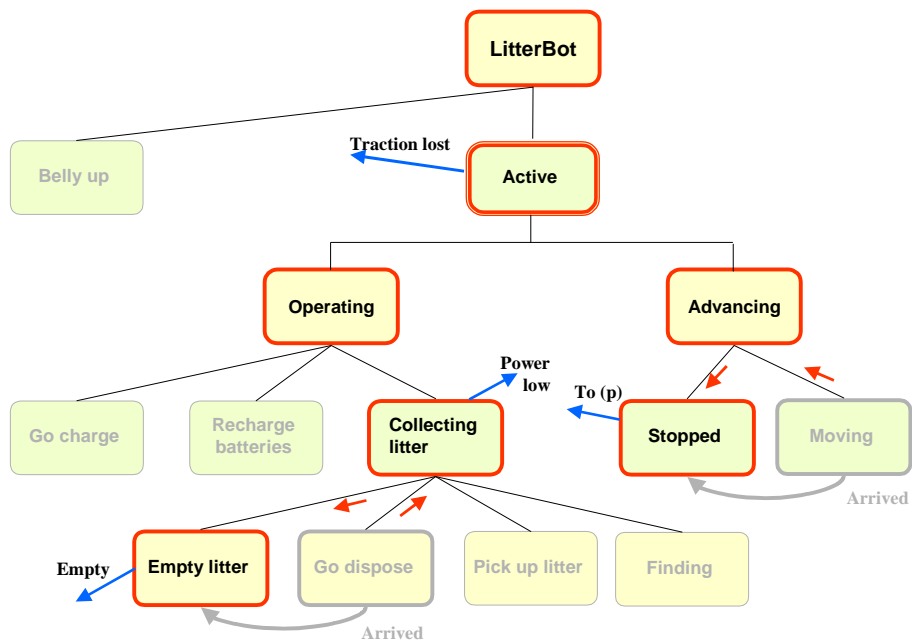 LitterBot
Traction lost
Belly up
Active
Operating
Advancing
Power
low
To (p)
Go charge
Recharge
batteries
Collecting
litter
Stopped
Moving
Arrived
Empty
Empty litter
Go dispose
Pick up litter
Finding
Arrived